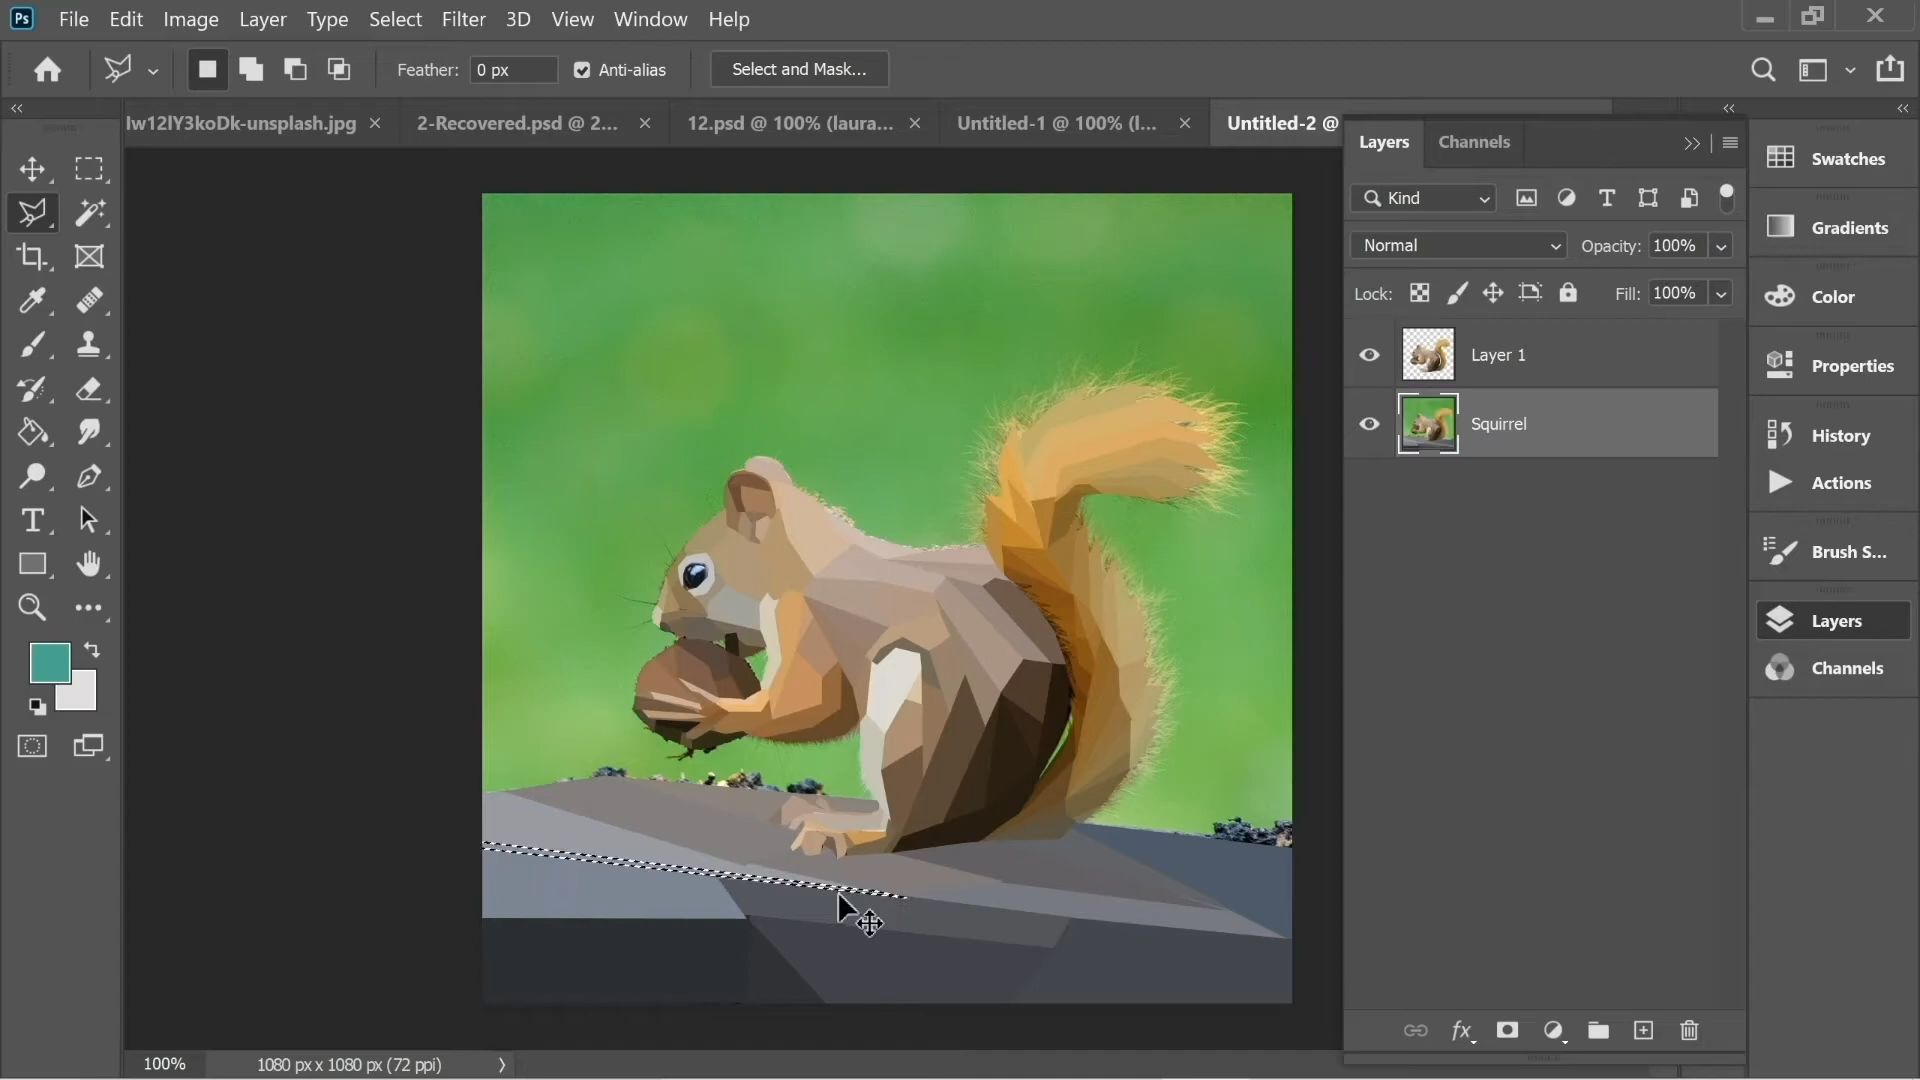 Ps File Edit Image Layer Type Select Filter 3D View Window Help
Feather: 0 px Anti-alias Select and Mask...
lw12lY3koDk-unsplash.jpg 2-Recovered.psd @ 2... 12.psd @ 100% (laura... Untitled-1 @ 100% (l... Untitled-2 @
Layers Channels
Kind
Normal Opacity: 100%
Lock: Fill: 100%
Layer 1
Squirrel
Swatches
Gradients
Color
Properties
History
Actions
Brush S...
Layers
Channels
100% 1080 px x 1080 px (72 ppi)